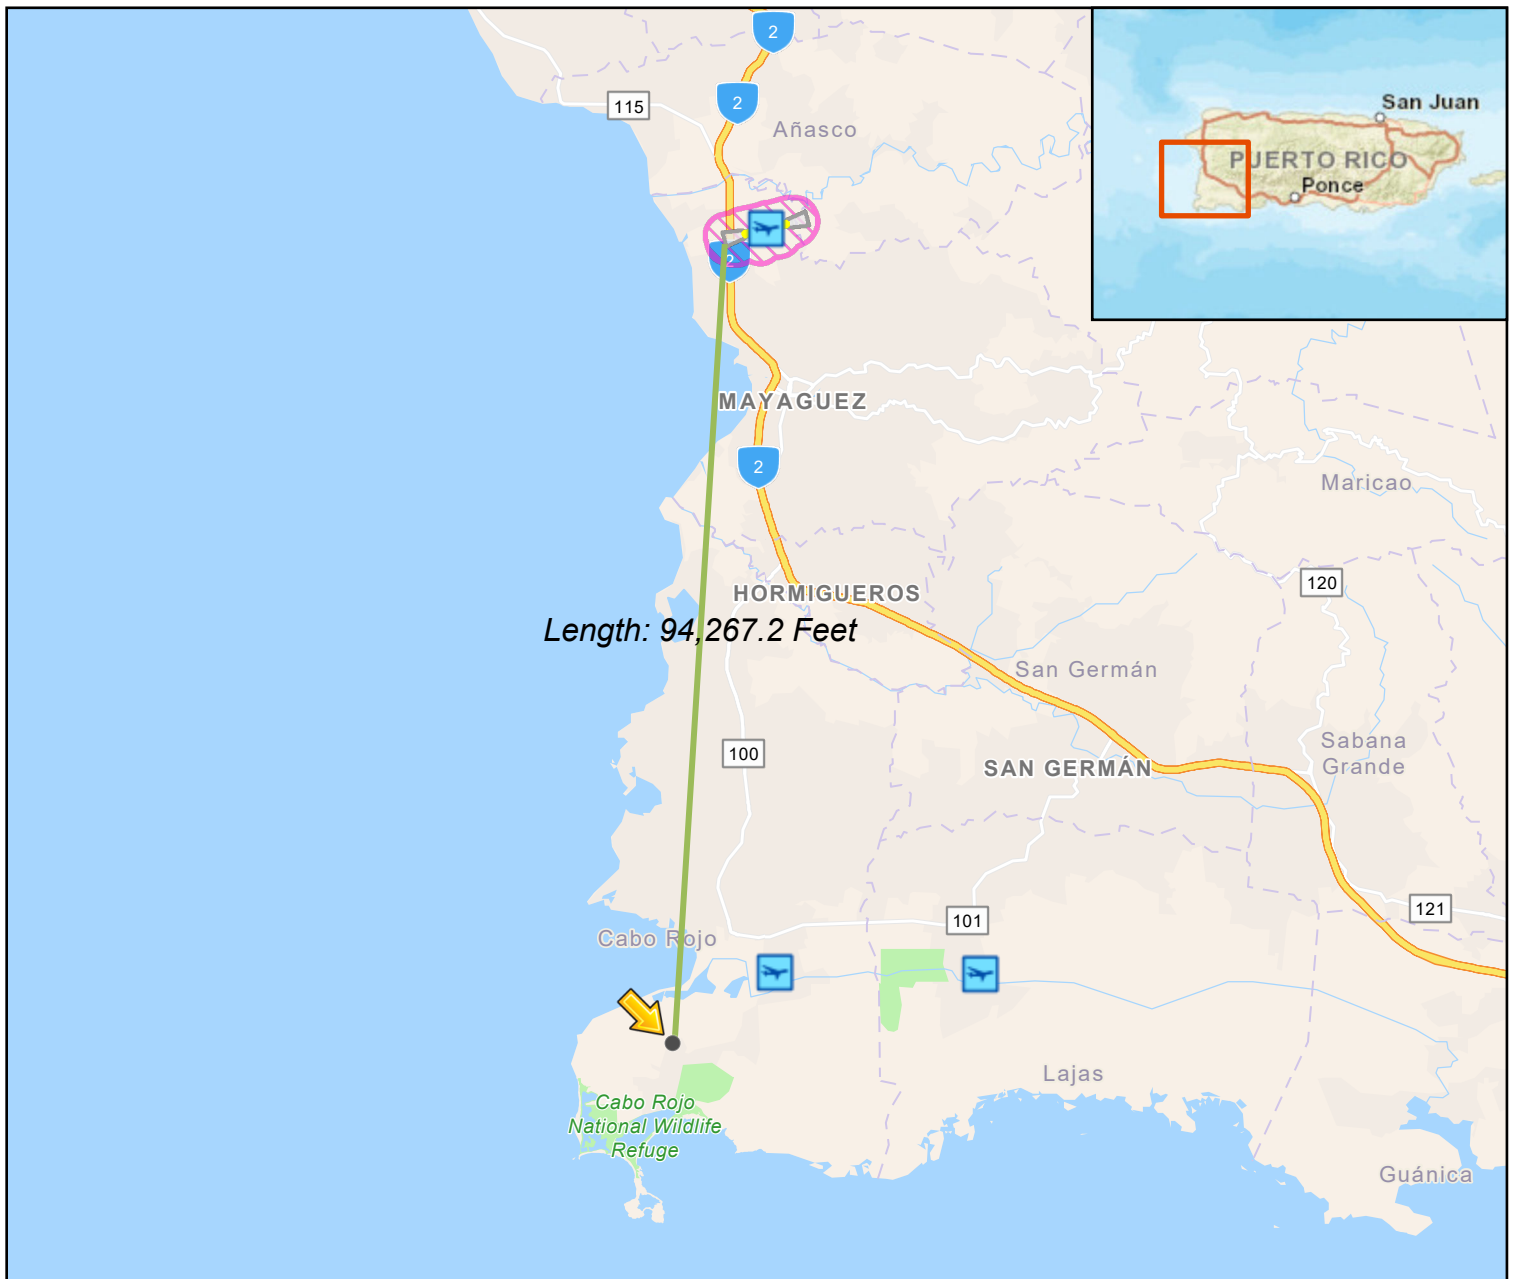 2
2
115
Añasco
San Juan
PUERTO RICO
Ponce
2
MAYAGUEZ
2
Maricao
120
HORMIGUEROS
Length: 94,267.2 Feet
San Germán
100
Sabana
Grande
SAN GERMÁN
121
101
Cabo Rojo
Lajas
Cabo Rojo
National Wildlife
Refuge
Guánica